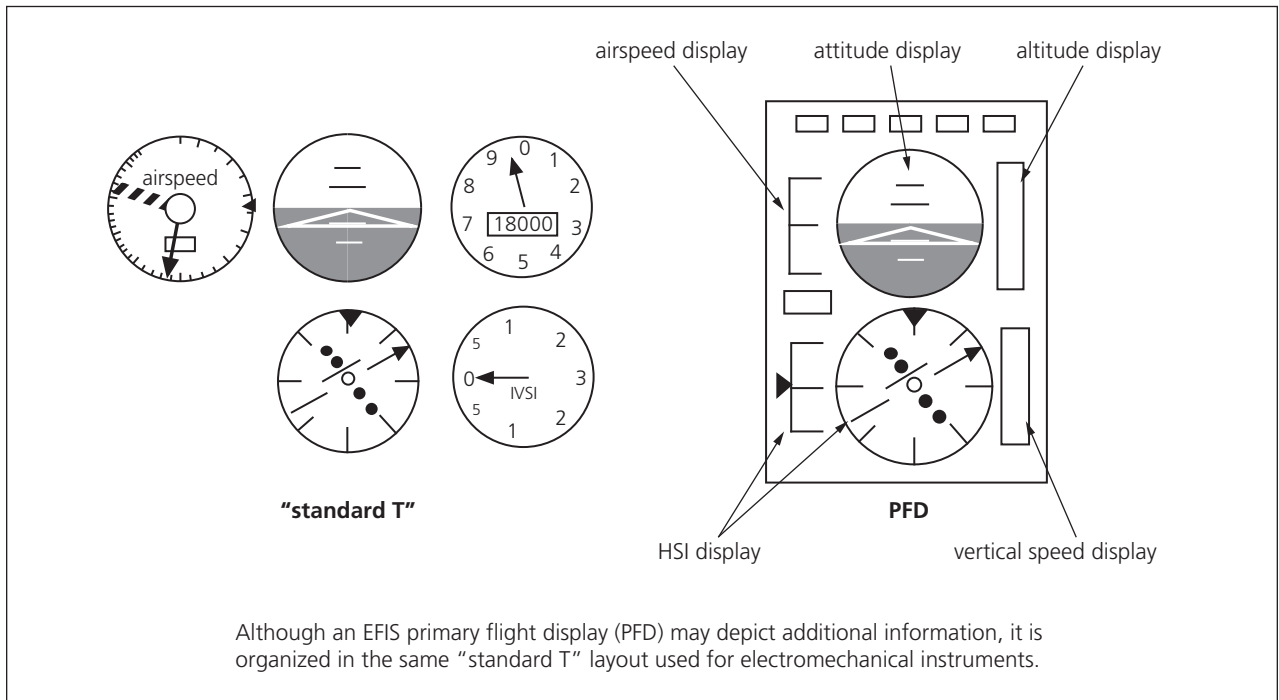 airspeed display
attitude display
altitude display
airspeed
9 0 1
8 2
7 18000 3
6 5 4
1
5 2
0 3
IVSI
5 2
1
"standard T"
PFD
HSI display
vertical speed display
Although an EFIS primary flight display (PFD) may depict additional information, it is
organized in the same "standard T" layout used for electromechanical instruments.